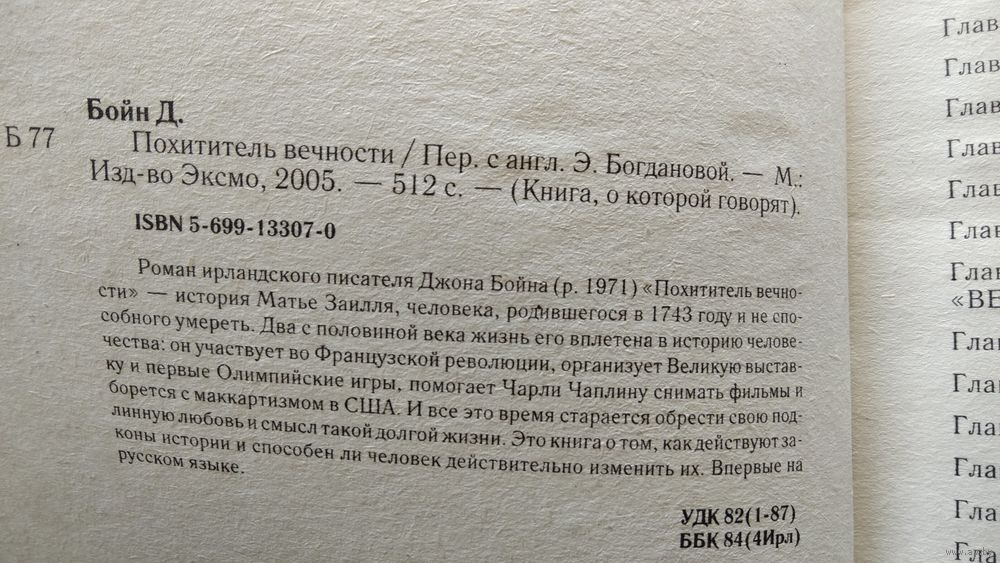 Бойн Д.
Б 77
Похититель вечности / Пер. с англ. Э. Богдановой. — М.:
Изд-во Эксмо, 2005. — 512 с. — (Книга, о которой говорят).
ISBN 5-699-13307-0
Роман ирландского писателя Джона Бойна (р. 1971) «Похититель вечно-
сти» — история Матье Заилля, человека, родившегося в 1743 году и не спо-
собного умереть. Два с половиной века жизнь его вплетена в историю челове-
чества: он участвует во Французской революции, организует Великую выстав-
ку и первые Олимпийские игры, помогает Чарли Чаплину снимать фильмы и
борется с маккартизмом в США. И все это время старается обрести свою под-
линную любовь и смысл такой долгой жизни. Это книга о том, как действуют за-
коны истории и способен ли человек действительно изменить их. Впервые на
русском языке.
УДК 82(1-87)
ББК 84(4Ирл)
Глав
Глав
Глав
Глав
Глав
Глав
Глав
«ВЕ
Глав
Глав
Глав
Глав
Глав
Глав